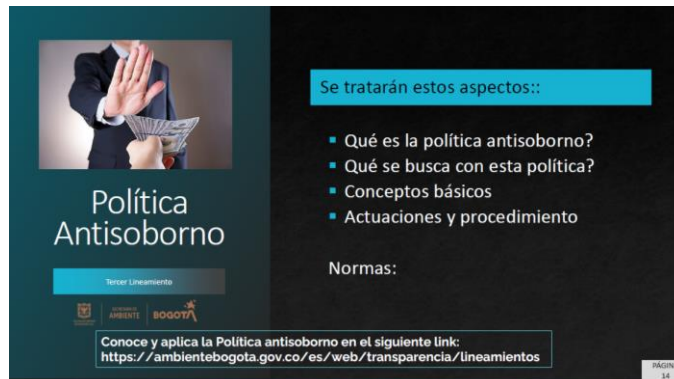 Política
Antisoborno
Tercer Lineamiento
SECRETARÍA DE
AMBIENTE
BOGOTÁ
Se tratarán estos aspectos::
Qué es la política antisoborno?
Qué se busca con esta política?
Conceptos básicos
Actuaciones y procedimiento
Normas:
Conoce y aplica la Política antisoborno en el siguiente link:
https://ambientebogota.gov.co/es/web/transparencia/lineamientos
14